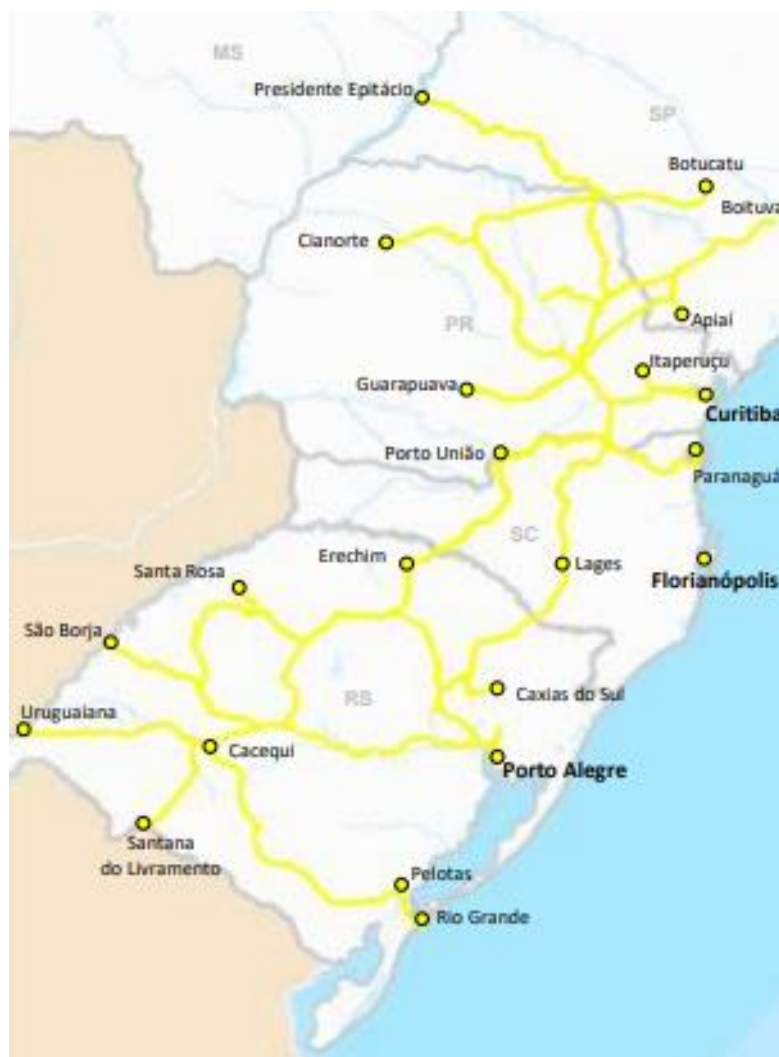 MS
Presidente Epitácio
SP
Botucatu
Boituva
Cianorte
Apiaí
PR
Itaperuçu
Guarapuava
Curitiba
Porto União
Paranaguá
SC
Erechim
Lages
Santa Rosa
Florianópolis
São Borja
RS
Caxias do Sul
Uruguaiana
Cacequi
Porto Alegre
Santana
do Livramento
Pelotas
Rio Grande